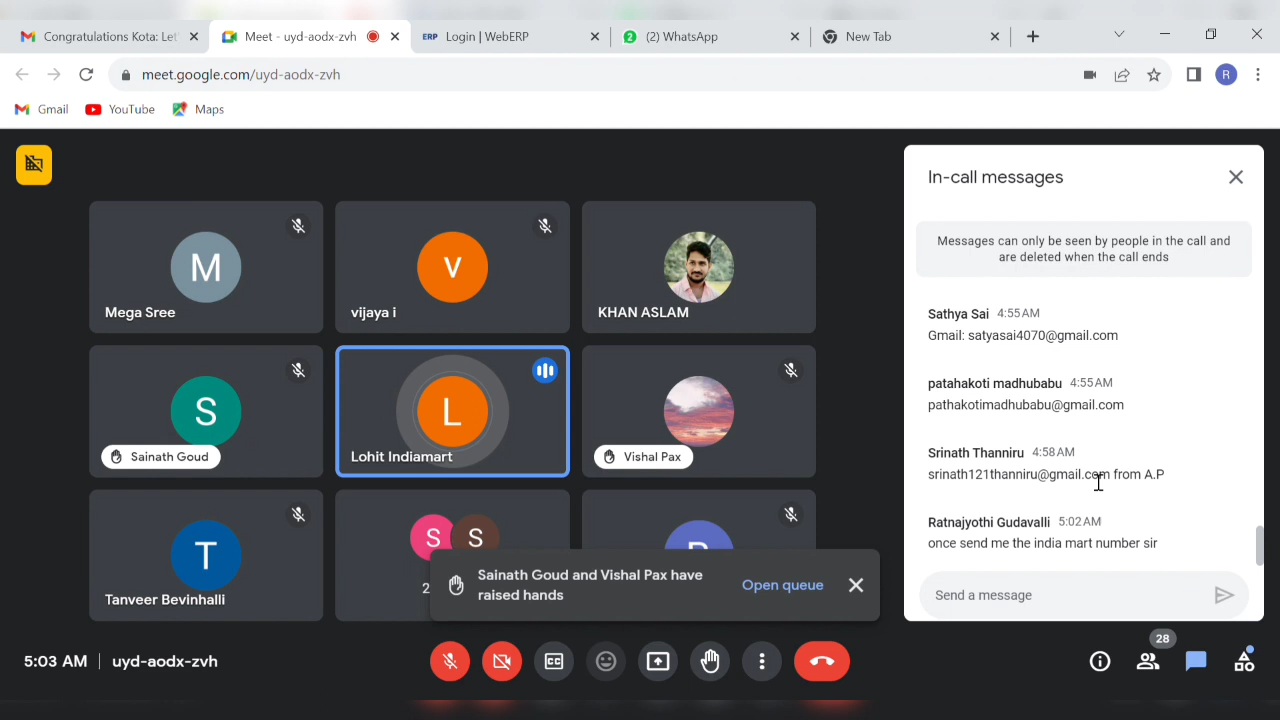 Congratulations Kota: Let
Meet - uyd-aodx-zvh
ERP Login | WebERP
2 (2) WhatsApp
New Tab
meet.google.com/uyd-aodx-zvh
R
Gmail
YouTube
Maps
M
Mega Sree
V
vijaya i
KHAN ASLAM
S
Sainath Goud
L
Lohit Indiamart
Vishal Pax
T
Tanveer Bevinhalli
S S
2
Sainath Goud and Vishal Pax have
raised hands
Open queue
In-call messages
Messages can only be seen by people in the call and
are deleted when the call ends
Sathya Sai 4:55 AM
Gmail: satyasai4070@gmail.com
patahakoti madhubabu 4:55 AM
pathakotimadhubabu@gmail.com
Srinath Thanniru 4:58 AM
srinath121thanniru@gmail.com from A.P
Ratnajyothi Gudavalli 5:02 AM
once send me the india mart number sir
Send a message
5:03 AM | uyd-aodx-zvh
CC
28